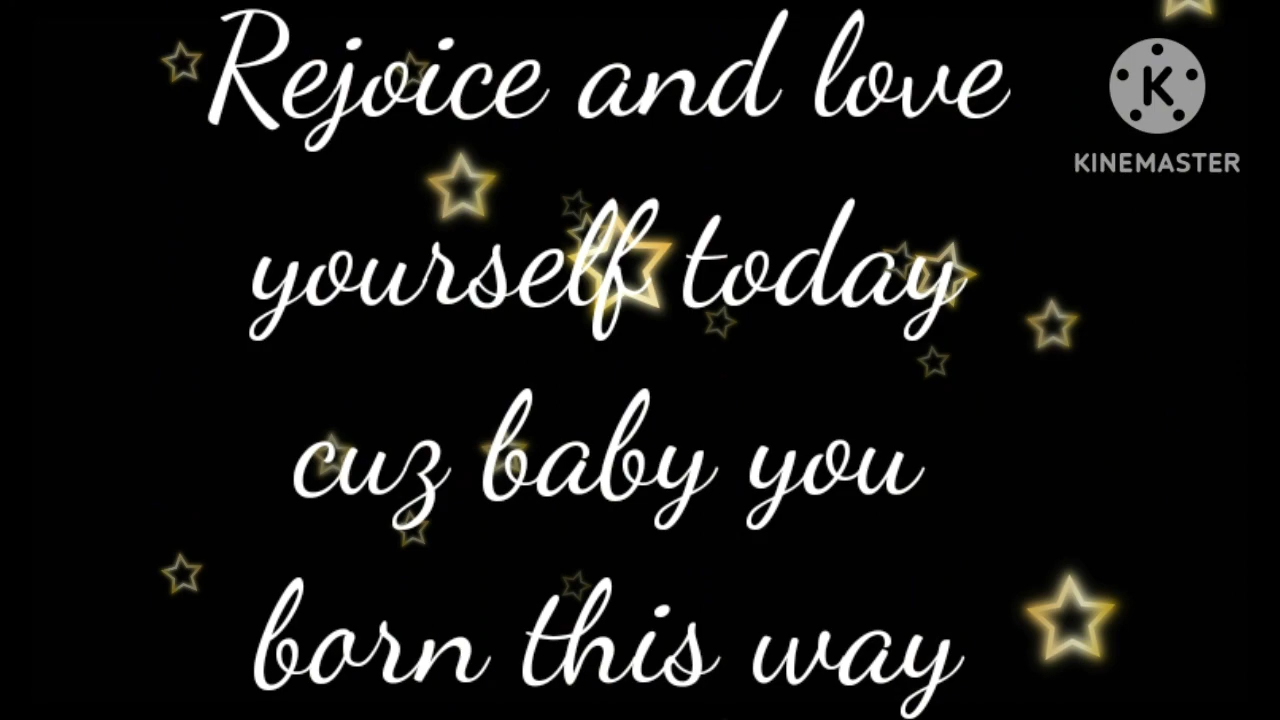 Rejoice and love
K
KINEMASTER
yourself today
cuz baby you
born this way